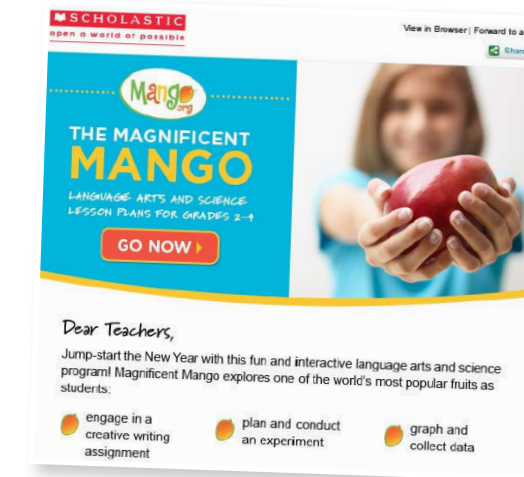 SCHOLASTIC
open a world of possible
View in Browser | Forward to a
Shar
Mango
.org
THE MAGNIFICENT
MANGO
LANGUAGE ARTS AND SCIENCE
LESSON PLANS FOR GRADES 2–4
GO NOW
Dear Teachers,
Jump-start the New Year with this fun and interactive language arts and science
program! Magnificent Mango explores one of the world's most popular fruits as
students:
engage in a
creative writing
assignment
plan and conduct
an experiment
graph and
collect data